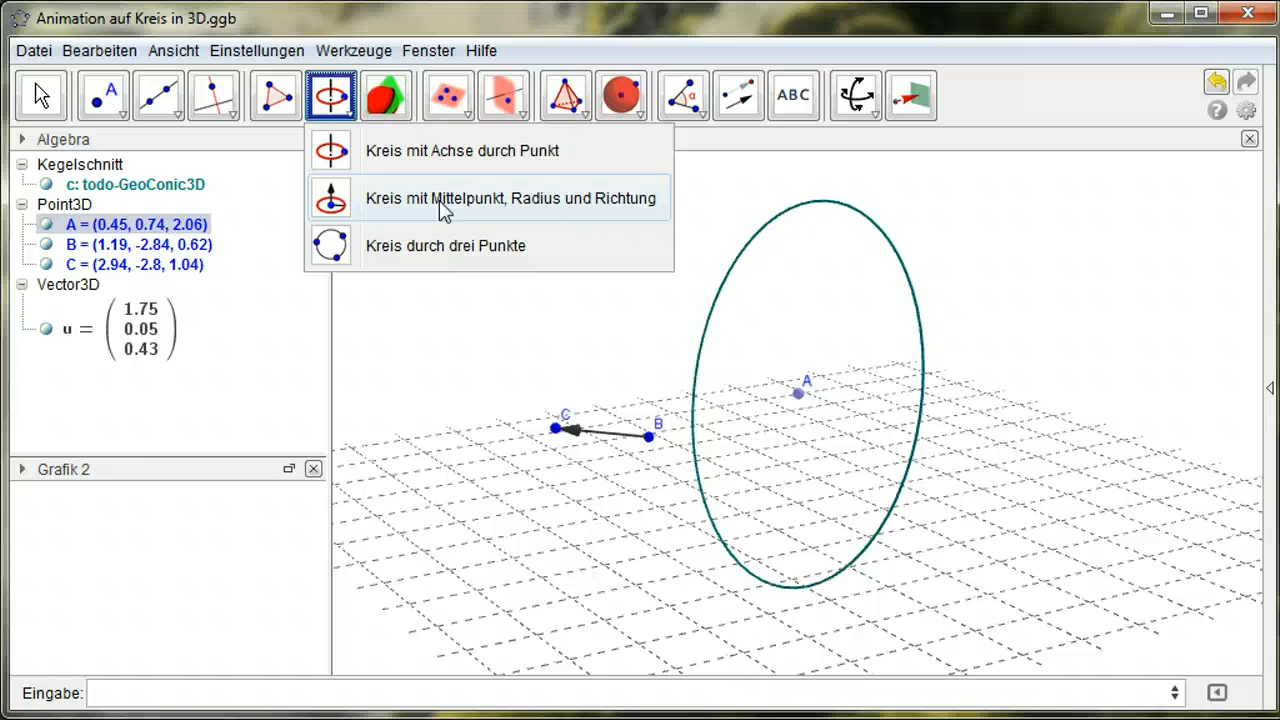 Animation auf Kreis in 3D.ggb
Datei Bearbeiten Ansicht Einstellungen Werkzeuge Fenster Hilfe
A
α
ABC
Algebra
Kegelschnitt
c: todo-GeoConic3D
Point3D
A = (0.45, 0.74, 2.06)
B = (1.19, -2.84, 0.62)
C = (2.94, -2.8, 1.04)
Vector3D
u = ( 1.75
0.05
0.43 )
Kreis mit Achse durch Punkt
Kreis mit Mittelpunkt, Radius und Richtung
Kreis durch drei Punkte
A
C
B
Grafik 2
Eingabe: